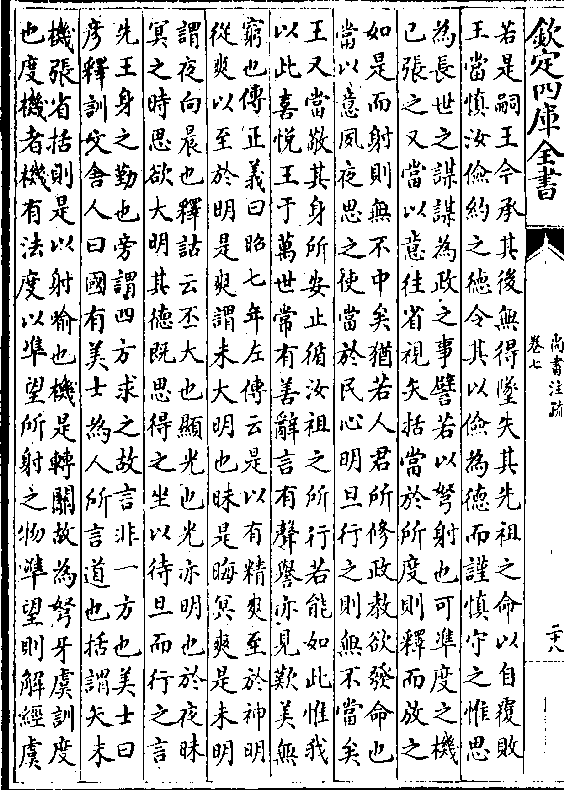 欽定四庫全書
尚書注疏
卷七
二十八
若是嗣王今承其後無得墜失其先祖之命以自覆敗
王當慎汝儉約之德令其以儉為德而謹慎守之惟思
為長世之謀謀為政之事譬若以弩射也可準度之機
已張之又當以意往省視矢括當於所度則釋而放之
如是而射則無不中矣猶若人君所修政教欲發命也
當以意夙夜思之使當於民心明旦行之則無不當矣
王又當敬其身所安止循汝祖之所行若能如此惟我
以此喜悅王于萬世常有善辭言有聲譽亦見歎美無
窮也傳正義曰昭七年左傳云是以有精爽至於神明
從爽以至於明是爽謂未大明也昧是晦冥爽是未明
謂夜向晨也釋詁云丕大也顯光也光亦明也於夜昧
冥之時思欲大明其德既思得之坐以待旦而行之言
先王身之勤也旁謂四方求之故言非一方也美士曰
彥釋訓文舍人曰國有美士為人所言道也括謂矢末
機張省括則是以射喻也機是轉關故為弩牙虞訓度
也度機者機有法度以準望所射之物準望則解經虞